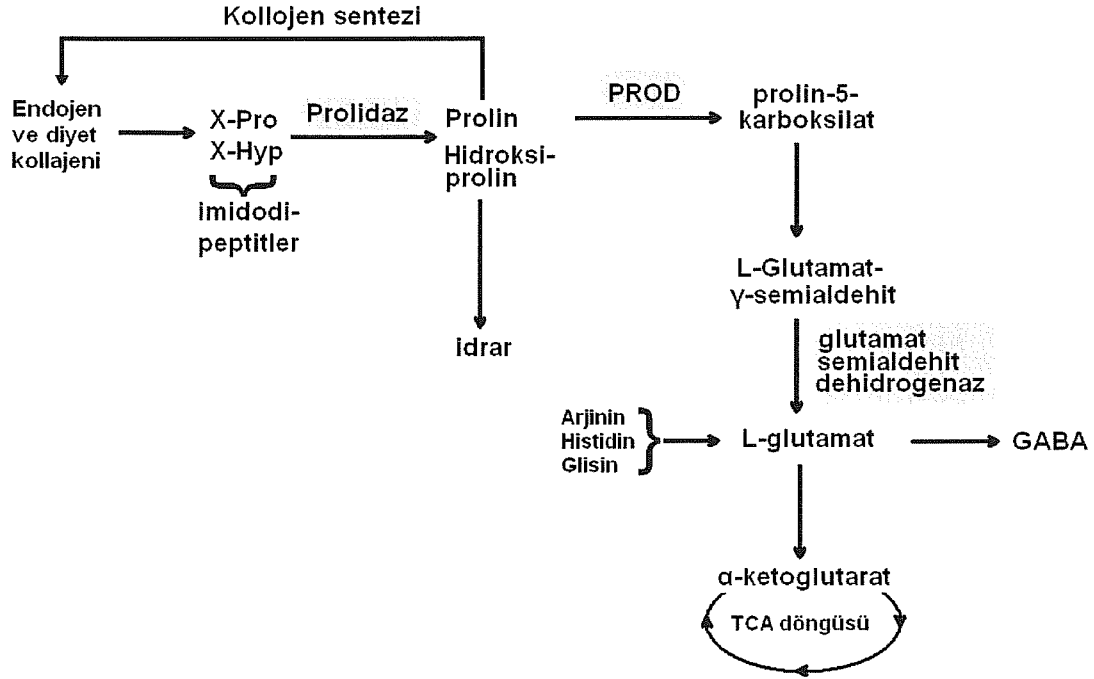 Kollojen sentezi
Endojen
ve diyet
kollajeni
X-Pro
X-Hyp
imidodi-
peptitler
Prolidaz
Prolin
Hidroksi-
prolin
idrar
PROD
prolin-5-
karboksilat
L-Glutamat-
γ-semialdehit
glutamat
semialdehit
dehidrogenaz
Arjinin
Histidin
Glisin
L-glutamat
GABA
α-ketoglutarat
TCA döngüsü